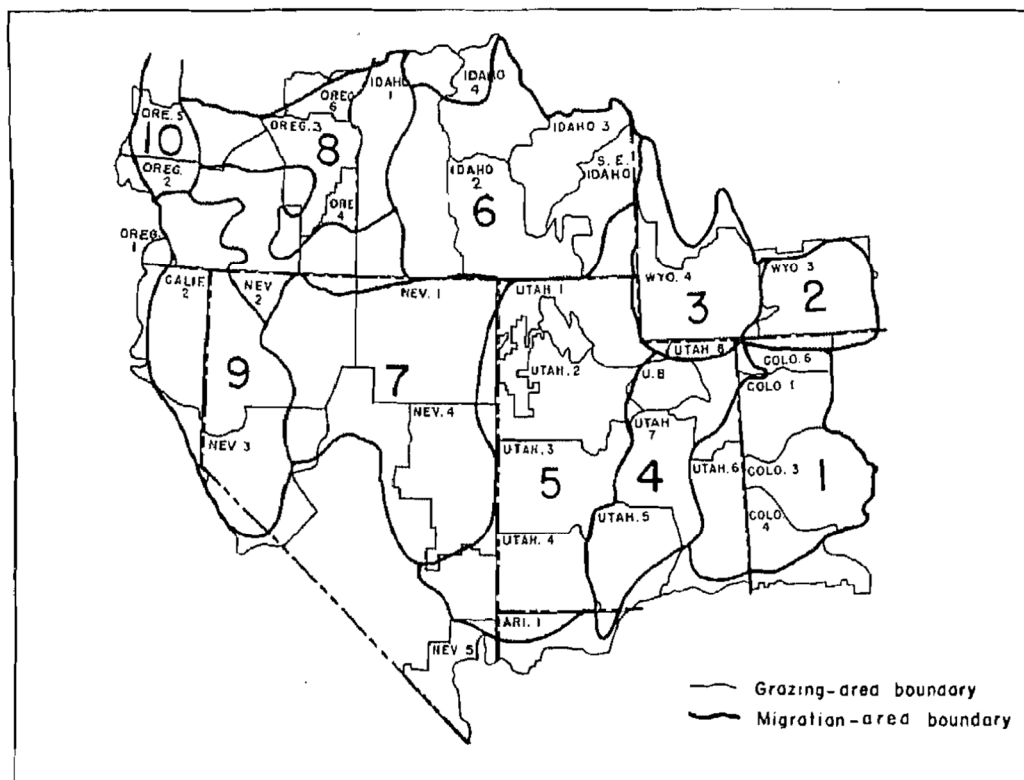 IDAHO
1
IDAHO
4
OREG
6
ORE. 5
OREG. 3
IDAHO 3
10
8
S. E.
IDAHO
OREG.
2
IDAHO
2
ORE
4
6
OREG.
1
CALIF.
2
NEV
2
NEV. 1
UTAH 1
WYO. 4
WYO 3
3
2
UTAH 8
COLO. 6
9
7
UTAH. 2
U.B
COLO 1
NEV. 4
UTAH
7
NEV 3
UTAH. 3
5
4
UTAH. 6
COLO. 3
1
UTAH. 5
COLO.
4
UTAH. 4
ARI. 1
NEV 5
Grazing-area boundary
Migration-area boundary